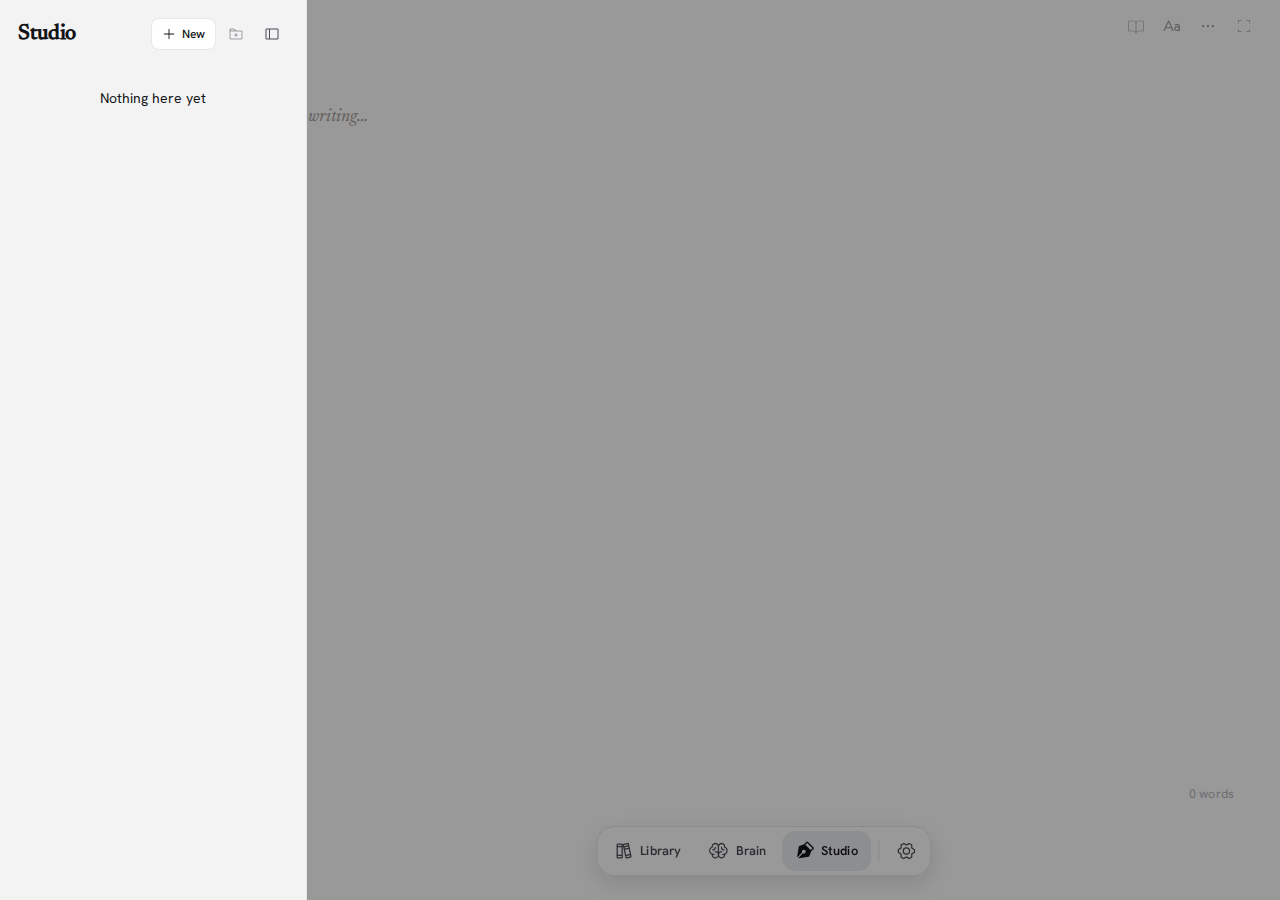 Studio
New
Aa
Nothing here yet
writing...
0 words
Library
Brain
Studio